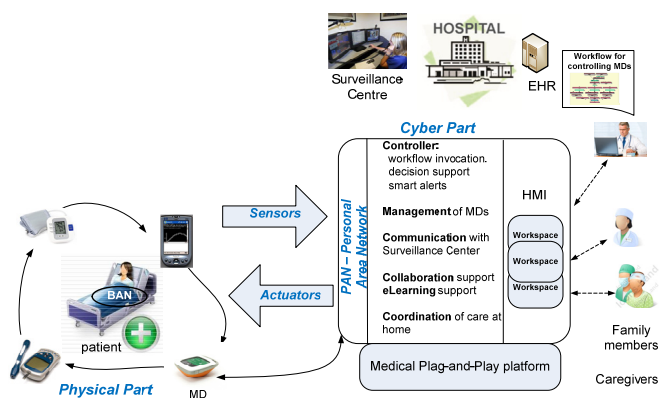 HOSPITAL
Surveillance
Centre
EHR
Workflow for
controlling MDs
Cyber Part
PAN – Personal
Area Network
Controller:
workflow invocation.
decision support
smart alerts
Management of MDs
Communication with
Surveillance Center
Collaboration support
eLearning support
Coordination of care at
home
HMI
Workspace
Workspace
Workspace
Medical Plag-and-Play platform
Sensors
Actuators
BAN
patient
Physical Part
MD
Family
members
Caregivers